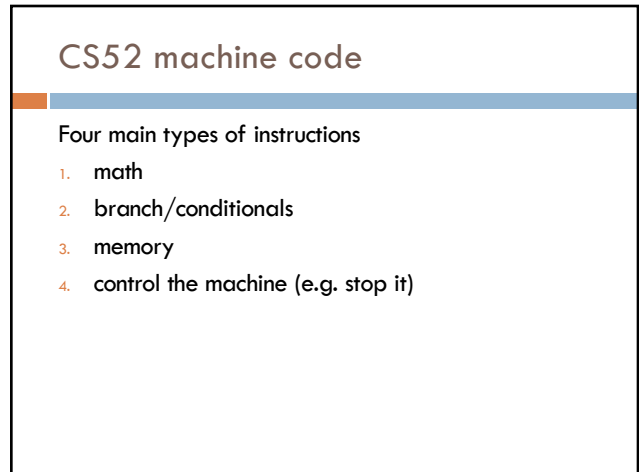 CS52 machine code
Four main types of instructions
1. math
2. branch/conditionals
3. memory
4. control the machine (e.g. stop it)